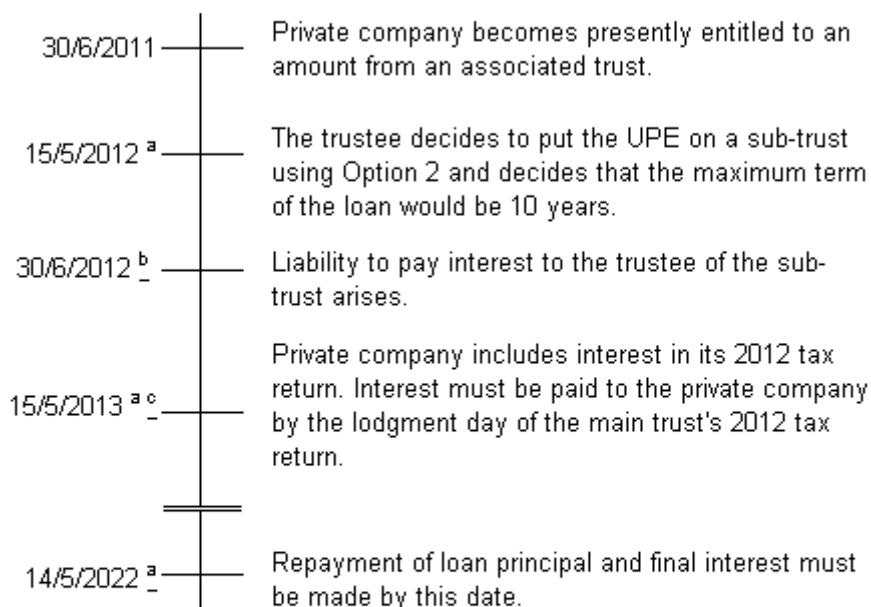 30/6/2011 Private company becomes presently entitled to an
amount from an associated trust.
15/5/2012 a The trustee decides to put the UPE on a sub-trust
using Option 2 and decides that the maximum term
of the loan would be 10 years.
30/6/2012 b Liability to pay interest to the trustee of the sub-
trust arises.
Private company includes interest in its 2012 tax
return. Interest must be paid to the private company
15/5/2013 a c by the lodgment day of the main trust's 2012 tax
return.
14/5/2022 a Repayment of loan principal and final interest must
be made by this date.